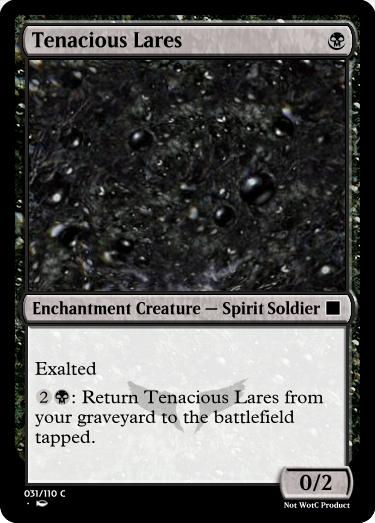 Tenacious Lares
Enchantment Creature — Spirit Soldier
Exalted
2 : Return Tenacious Lares from
your graveyard to the battlefield
tapped.
0/2
031/110 C
Not WotC Product